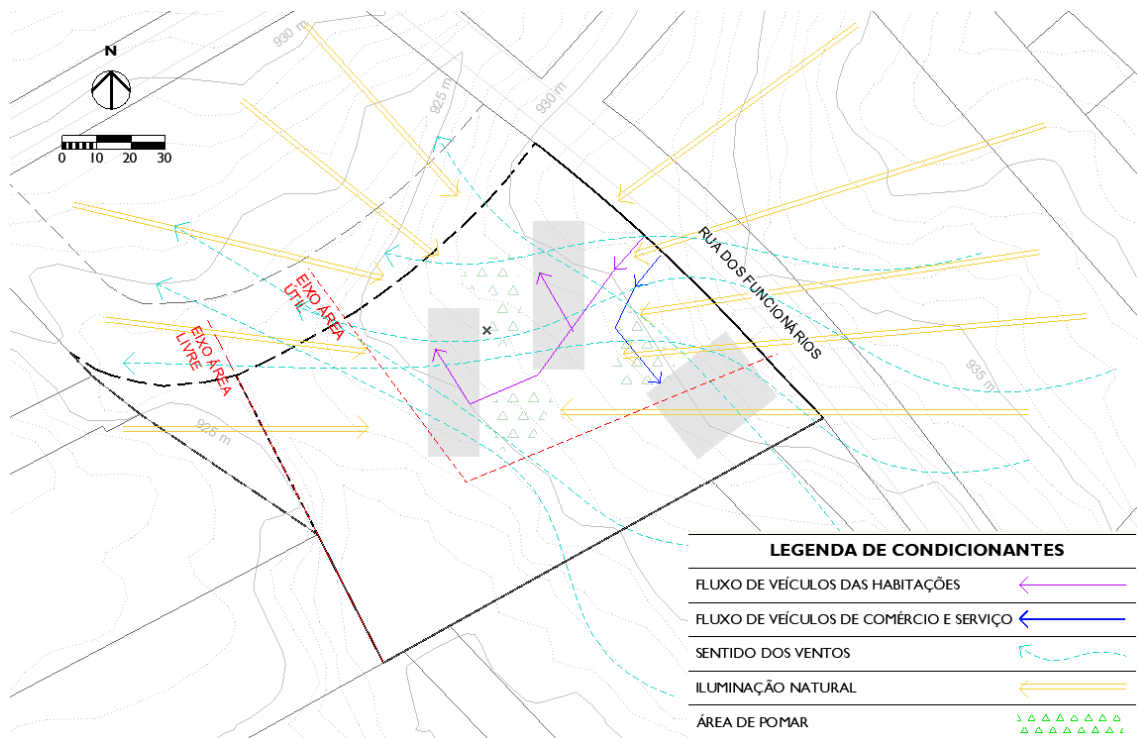 930 m
N
925 m
930 m
0 10 20 30
RUA DOS FUNCIONÁRIOS
EIXO ÁREA
ÚTIL
EIXO ÁREA
LIVRE
935 m
925 m
LEGENDA DE CONDICIONANTES
FLUXO DE VEÍCULOS DAS HABITAÇÕES
FLUXO DE VEÍCULOS DE COMÉRCIO E SERVIÇO
SENTIDO DOS VENTOS
ILUMINAÇÃO NATURAL
ÁREA DE POMAR